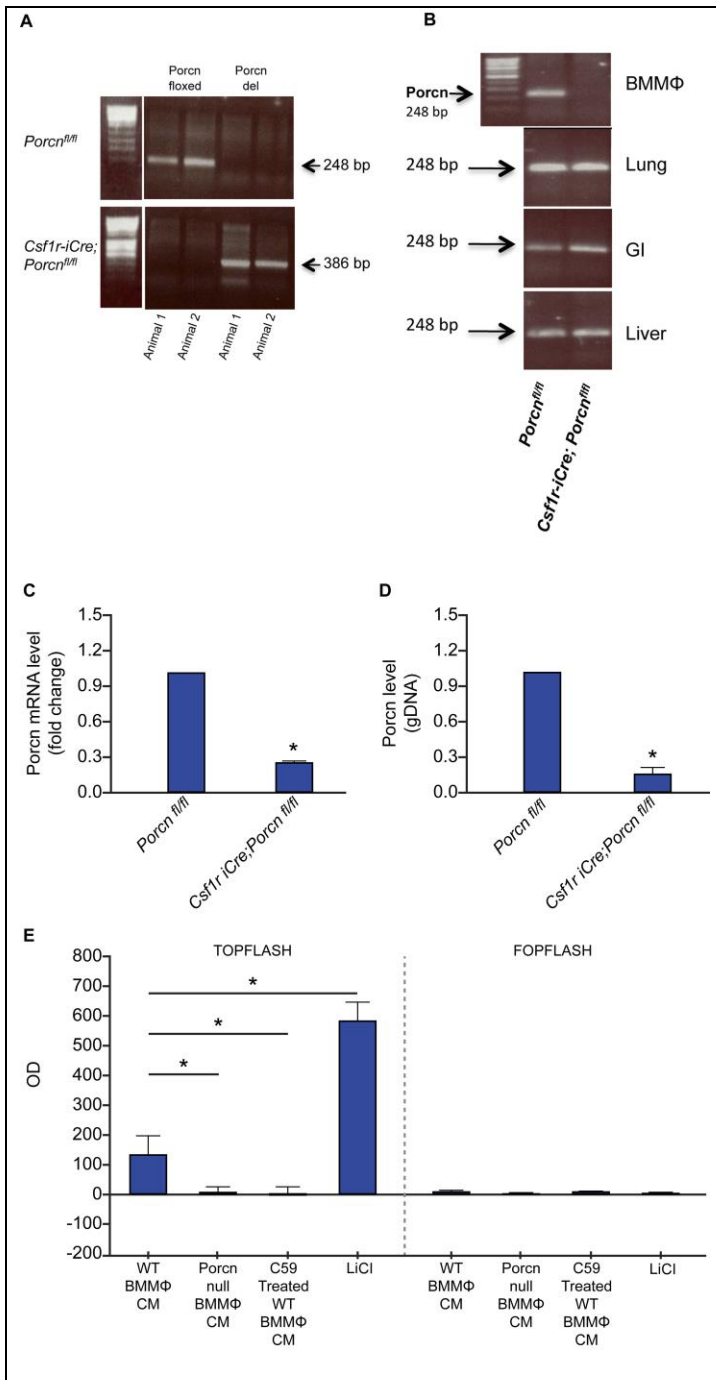 A
Porcn floxed
Porcn del
Porcnfl/fl
248 bp
Csf1r-iCre;
Porcnfl/fl
386 bp
Animal 1
Animal 2
Animal 1
Animal 2
B
Porcn
248 bp
BMMΦ
248 bp
Lung
248 bp
GI
248 bp
Liver
Porcnfl/fl
Csf1r-iCre; Porcnfl/fl
C
Porcn mRNA level
(fold change)
1.5
1.2
0.9
0.6
0.3
0.0
*
Porcn fl/fl
Csf1r iCre;Porcn fl/fl
D
Porcn level
(gDNA)
1.5
1.2
0.9
0.6
0.3
0.0
*
Porcn fl/fl
Csf1r iCre;Porcn fl/fl
E
TOPFLASH
FOPFLASH
OD
800
700
600
500
400
300
200
100
0
-100
-200
*
*
*
WT
BMMΦ
CM
Porcn
null
BMMΦ
CM
C59
Treated
WT
BMMΦ
CM
LiCl
WT
BMMΦ
CM
Porcn
null
BMMΦ
CM
C59
Treated
WT
BMMΦ
CM
LiCl